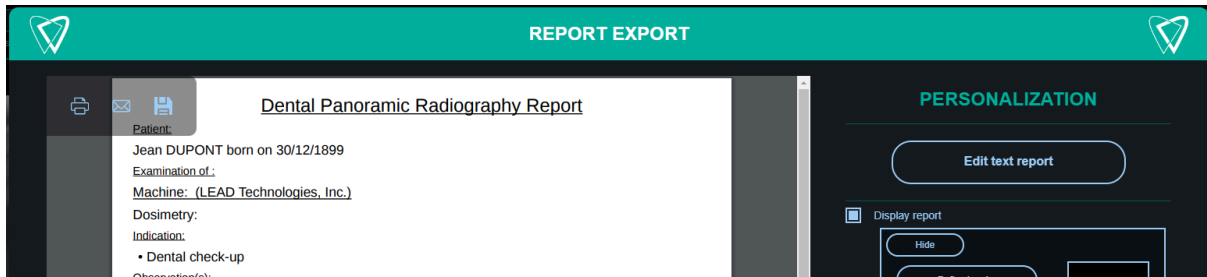 REPORT EXPORT
Dental Panoramic Radiography Report
Patient:
Jean DUPONT born on 30/12/1899
Examination of :
Machine: (LEAD Technologies, Inc.)
Dosimetry:
Indication:
• Dental check-up
Observation(s):
PERSONALIZATION
Edit text report
Display report
Hide